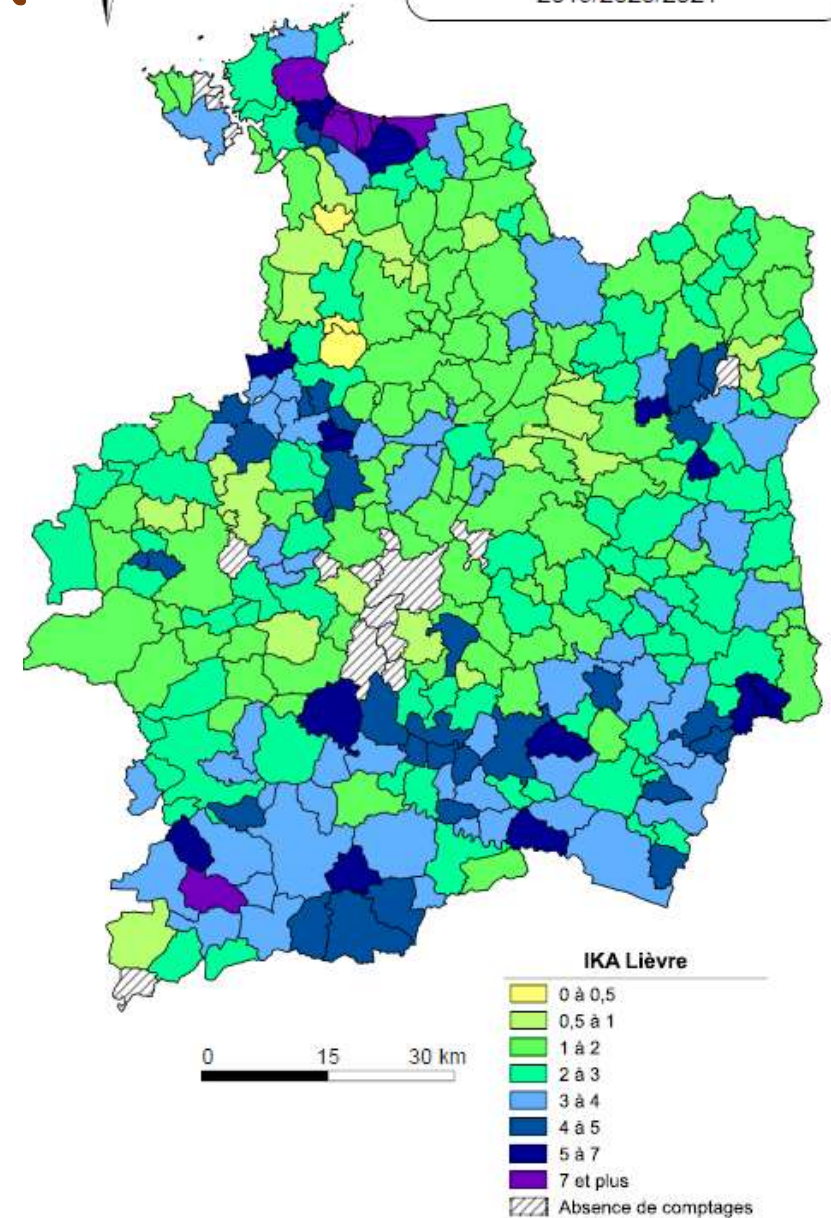 IKA Lièvre
0 à 0,5
0,5 à 1
1 à 2
2 à 3
3 à 4
4 à 5
5 à 7
7 et plus
Absence de comptages
0 15 30 km